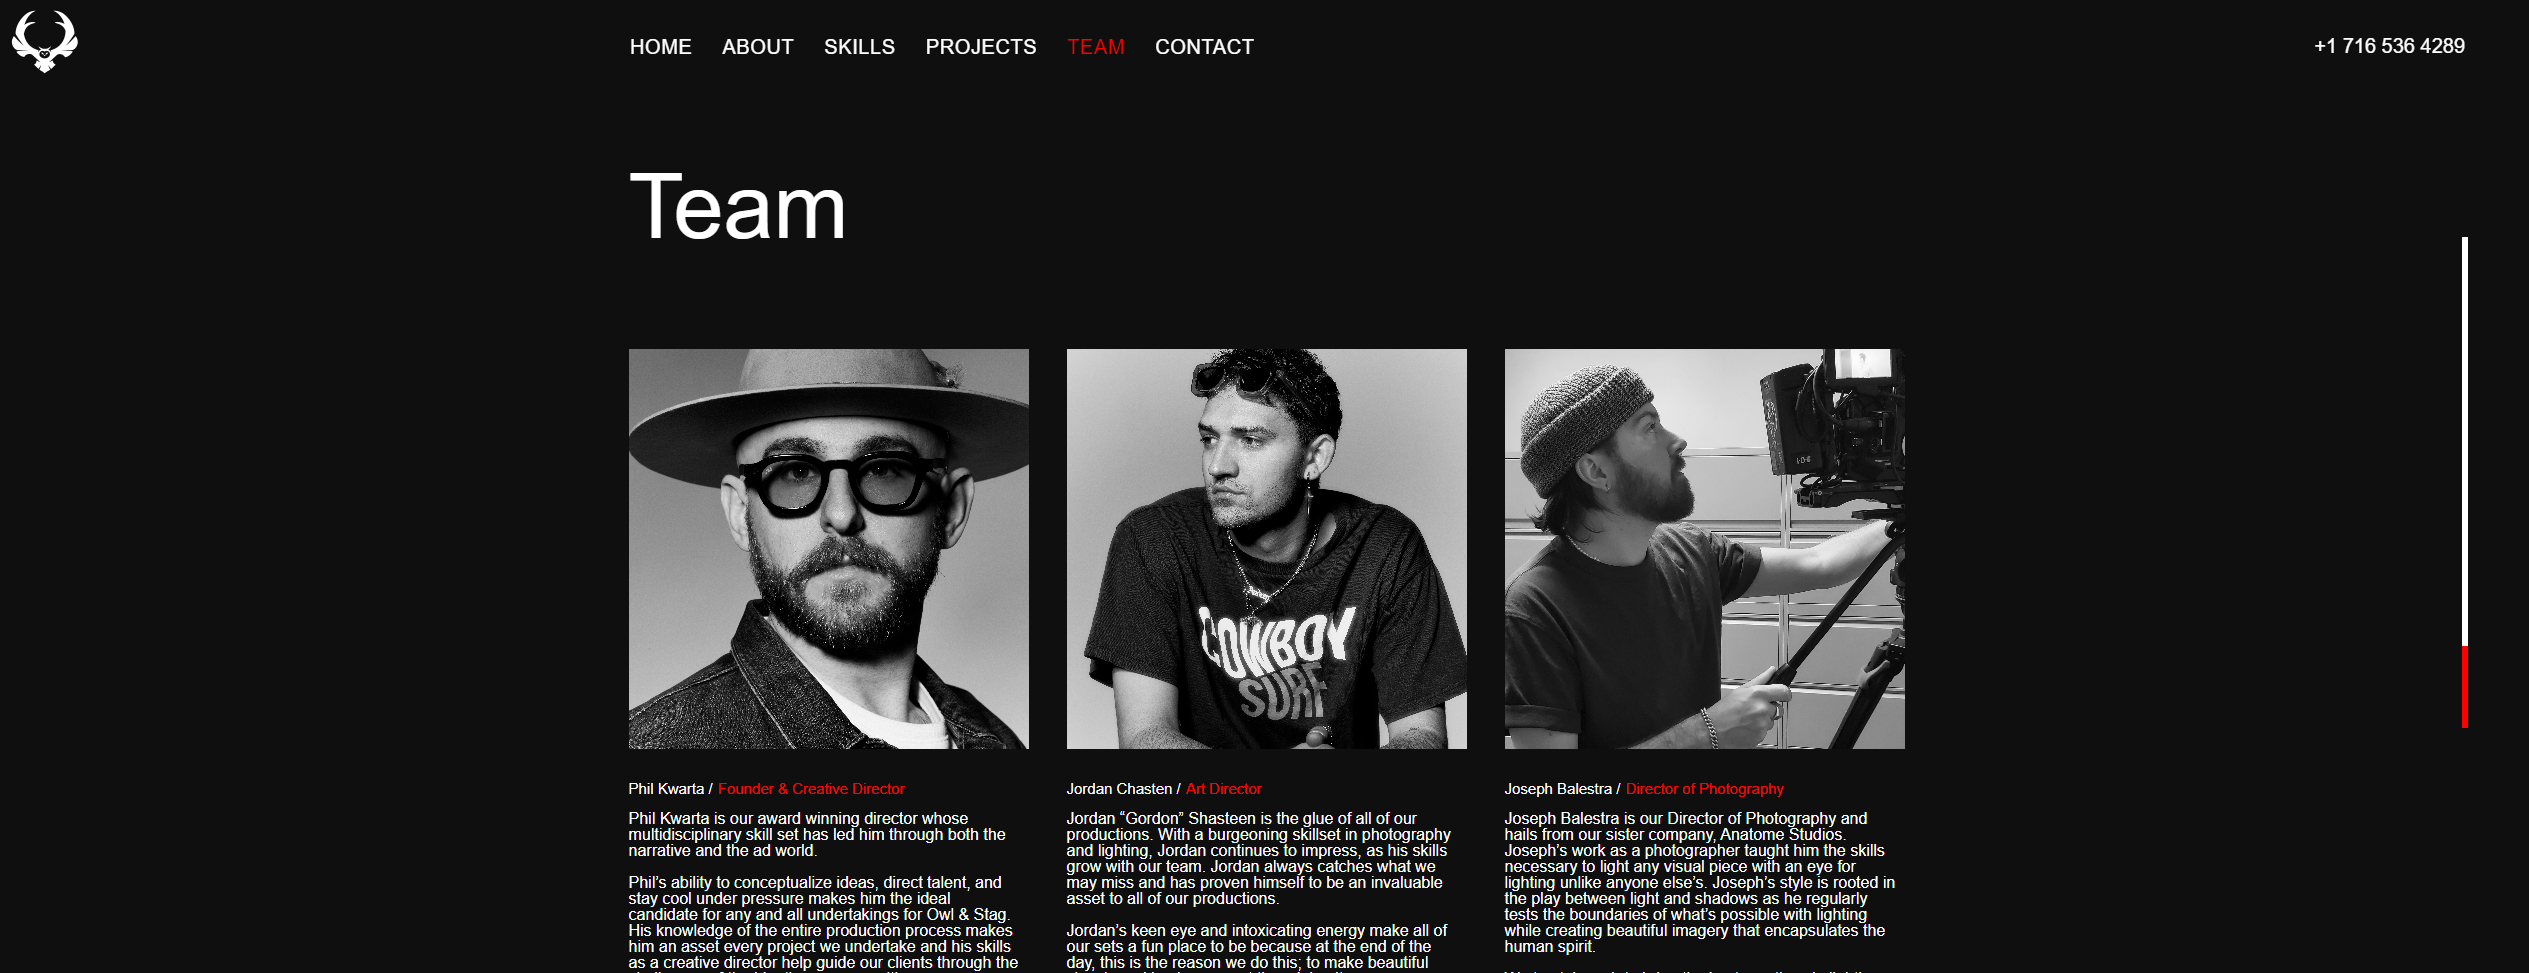 HOME ABOUT SKILLS PROJECTS TEAM CONTACT +1 716 536 4289
Team
COWBOY
SURF
Phil Kwarta / Founder & Creative Director
Phil Kwarta is our award winning director whose
multidisciplinary skill set has led him through both the
narrative and the ad world.
Phil’s ability to conceptualize ideas, direct talent, and
stay cool under pressure makes him the ideal
candidate for any and all undertakings for Owl & Stag.
His knowledge of the entire production process makes
him an asset every project we undertake and his skills
as a creative director help guide our clients through the
Jordan Chasten / Art Director
Jordan “Gordon” Shasteen is the glue of all of our
productions. With a burgeoning skillset in photography
and lighting, Jordan continues to impress, as his skills
grow with our team. Jordan always catches what we
may miss and has proven himself to be an invaluable
asset to all of our productions.
Jordan’s keen eye and intoxicating energy make all of
our sets a fun place to be because at the end of the
day, this is the reason we do this; to make beautiful
Joseph Balestra / Director of Photography
Joseph Balestra is our Director of Photography and
hails from our sister company, Anatome Studios.
Joseph’s work as a photographer taught him the skills
necessary to light any visual piece with an eye for
lighting unlike anyone else’s. Joseph’s style is rooted in
the play between light and shadows as he regularly
tests the boundaries of what’s possible with lighting
while creating beautiful imagery that encapsulates the
human spirit.